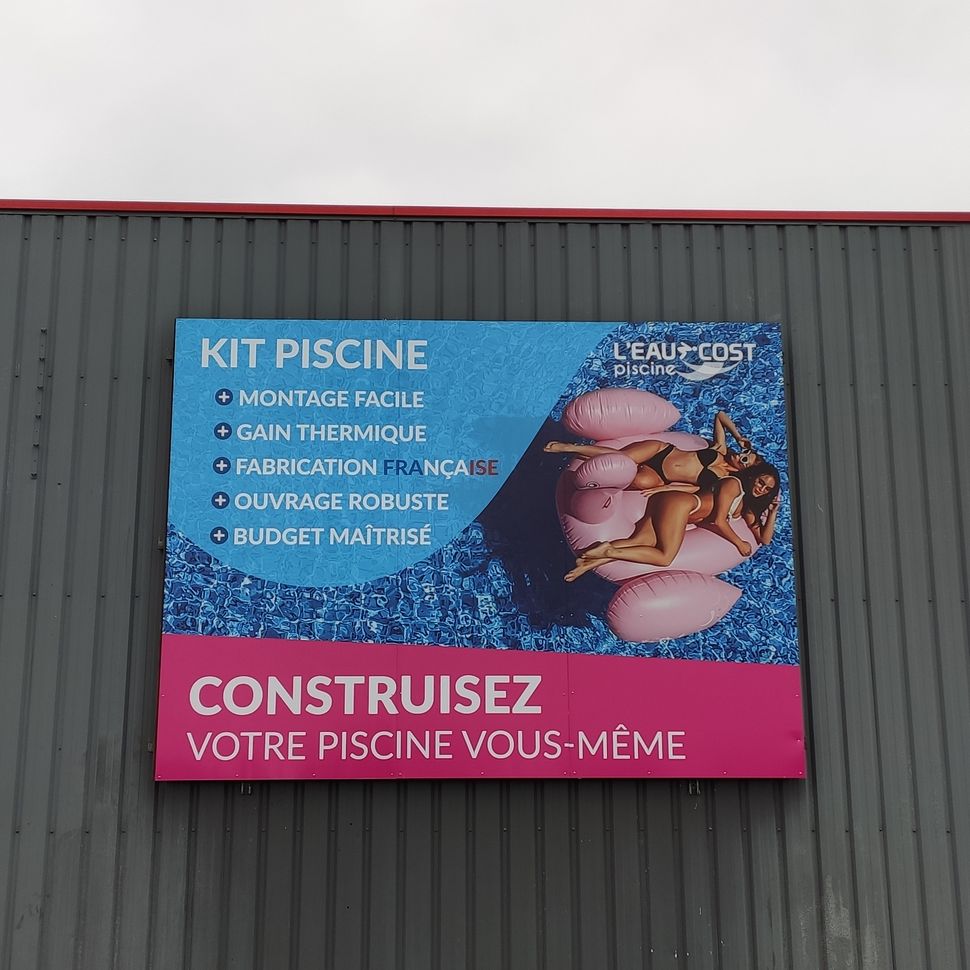 KIT PISCINE
+ MONTAGE FACILE
+ GAIN THERMIQUE
+ FABRICATION FRANÇAISE
+ OUVRAGE ROBUSTE
+ BUDGET MAÎTRISÉ
L'EAU COST
piscine
CONSTRUISEZ
VOTRE PISCINE VOUS-MÊME